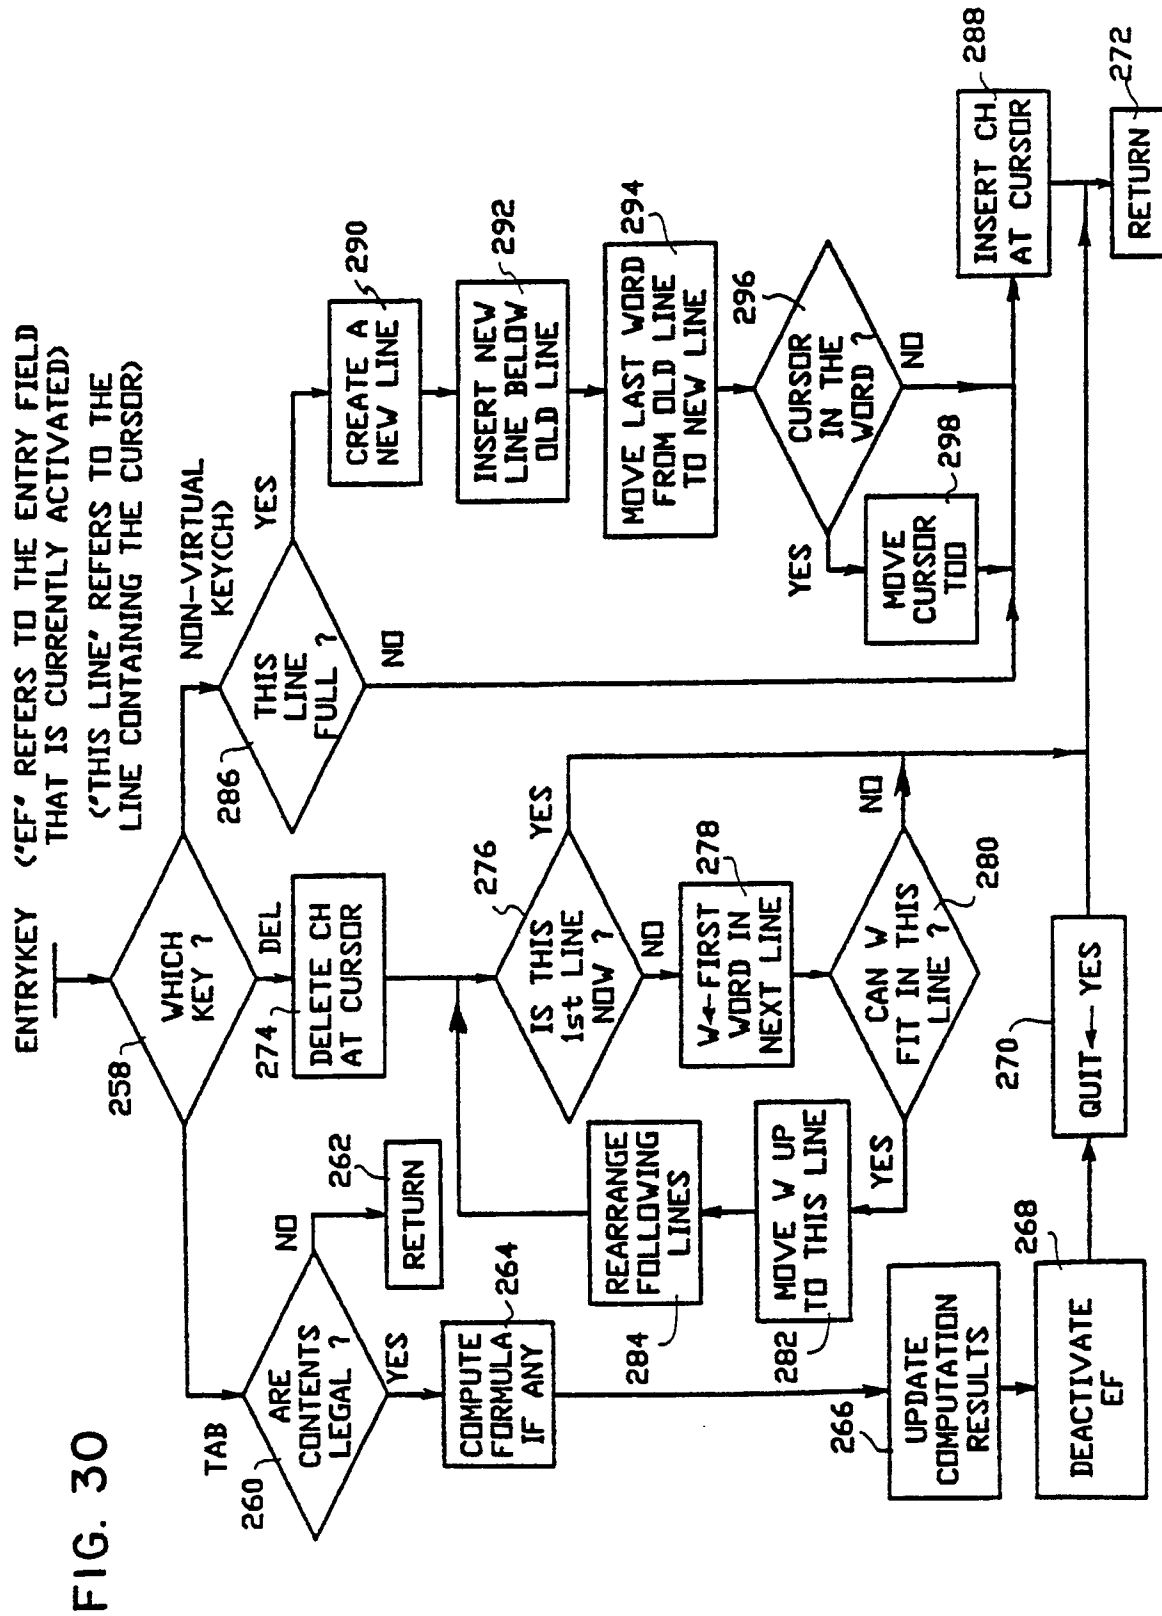 FIG. 30
ENTRYKEY ("EF" REFERS TO THE ENTRY FIELD
THAT IS CURRENTLY ACTIVATED)
("THIS LINE" REFERS TO THE
LINE CONTAINING THE CURSOR)
258
WHICH
KEY ?
TAB
DEL
NON-VIRTUAL
KEY(CH)
260
ARE
CONTENTS
LEGAL ?
NO
262
RETURN
YES
264
COMPUTE
FORMULA
IF ANY
266
UPDATE
COMPUTATION
RESULTS
268
DEACTIVATE
EF
270
QUIT← YES
274
DELETE CH
AT CURSOR
276
IS THIS
1st LINE
NOW ?
YES
NO
278
W←FIRST
WORD IN
NEXT LINE
280
CAN W
FIT IN THIS
LINE ?
NO
YES
282
MOVE W UP
TO THIS LINE
284
REARRANGE
FOLLOWING
LINES
286
THIS
LINE
FULL ?
YES
NO
290
CREATE A
NEW LINE
292
INSERT NEW
LINE BELOW
OLD LINE
294
MOVE LAST WORD
FROM OLD LINE
TO NEW LINE
296
CURSOR
IN THE
WORD ?
YES
NO
298
MOVE
CURSOR
TOO
288
INSERT CH
AT CURSOR
272
RETURN